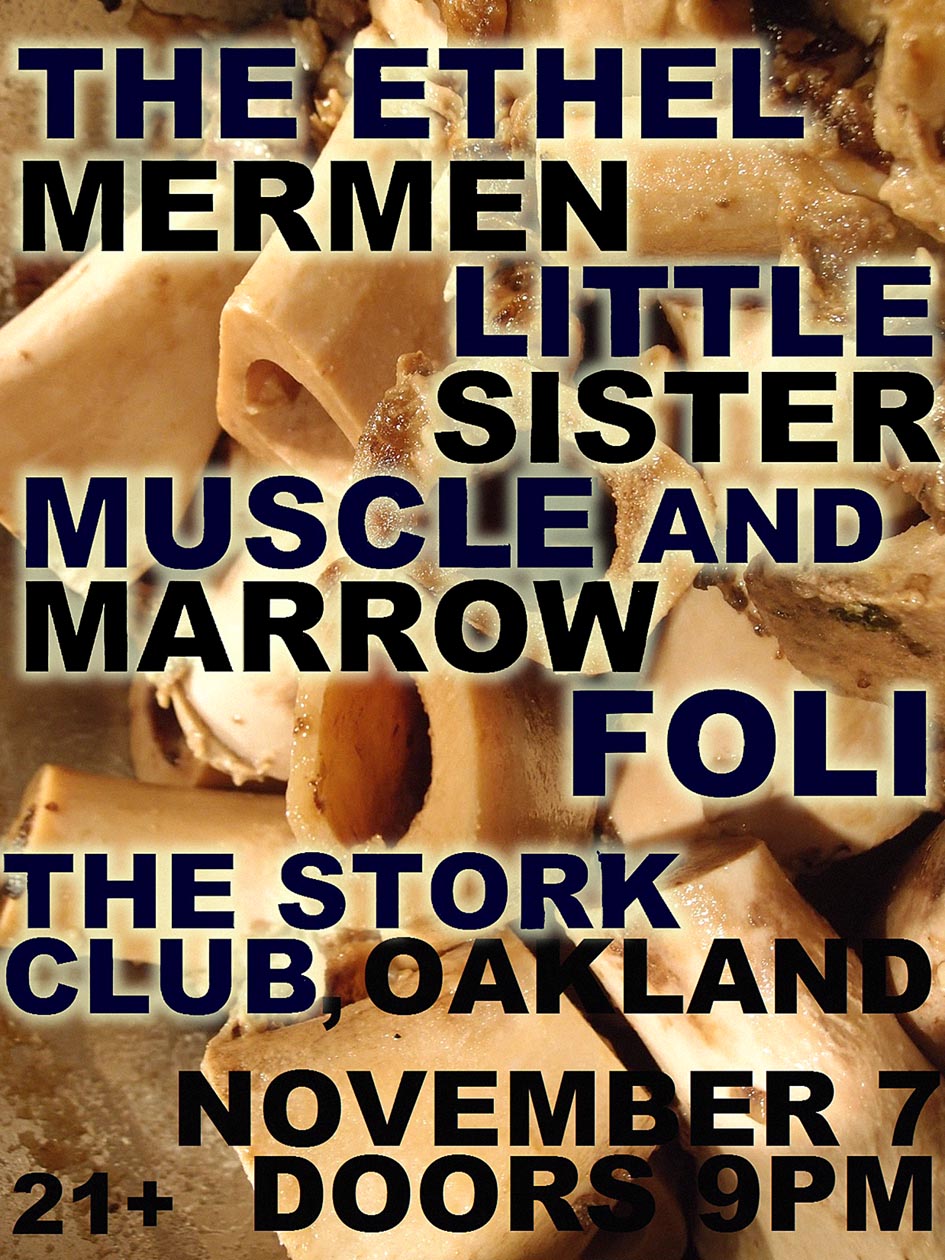 THE ETHEL
MERMEN
LITTLE
SISTER
MUSCLE AND
MARROW
FOLI
THE STORK
CLUB, OAKLAND
NOVEMBER 7
21+ DOORS 9PM